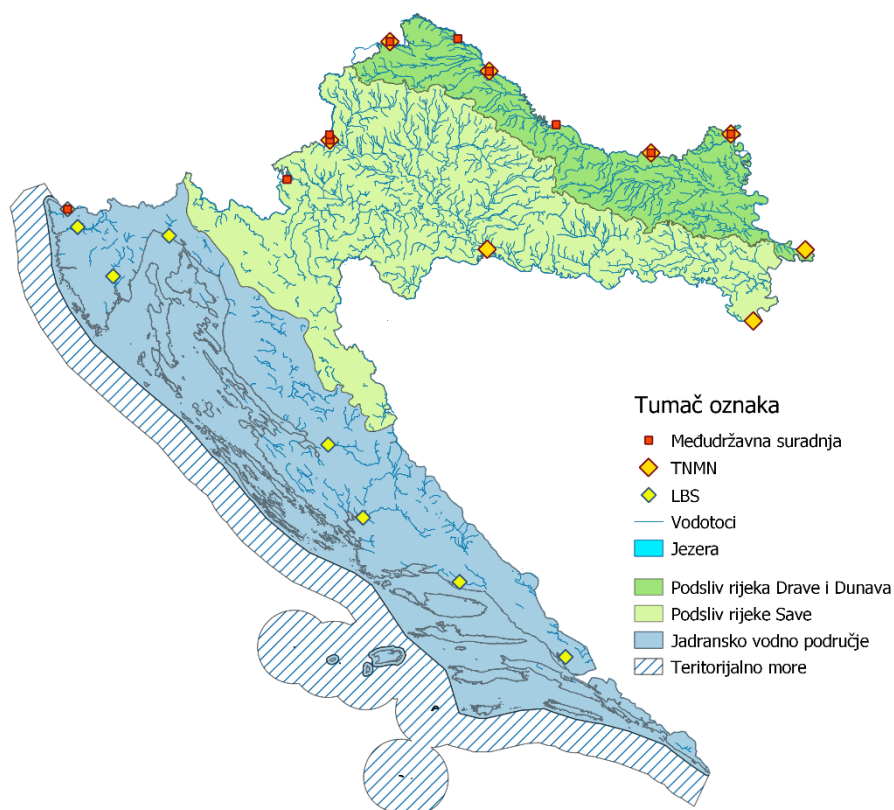 Tumač oznaka
Međudržavna suradnja
TNMN
LBS
Vodotoci
Jezera
Podsliv rijeka Drave i Dunava
Podsliv rijeke Save
Jadransko vodno područje
Teritorijalno more